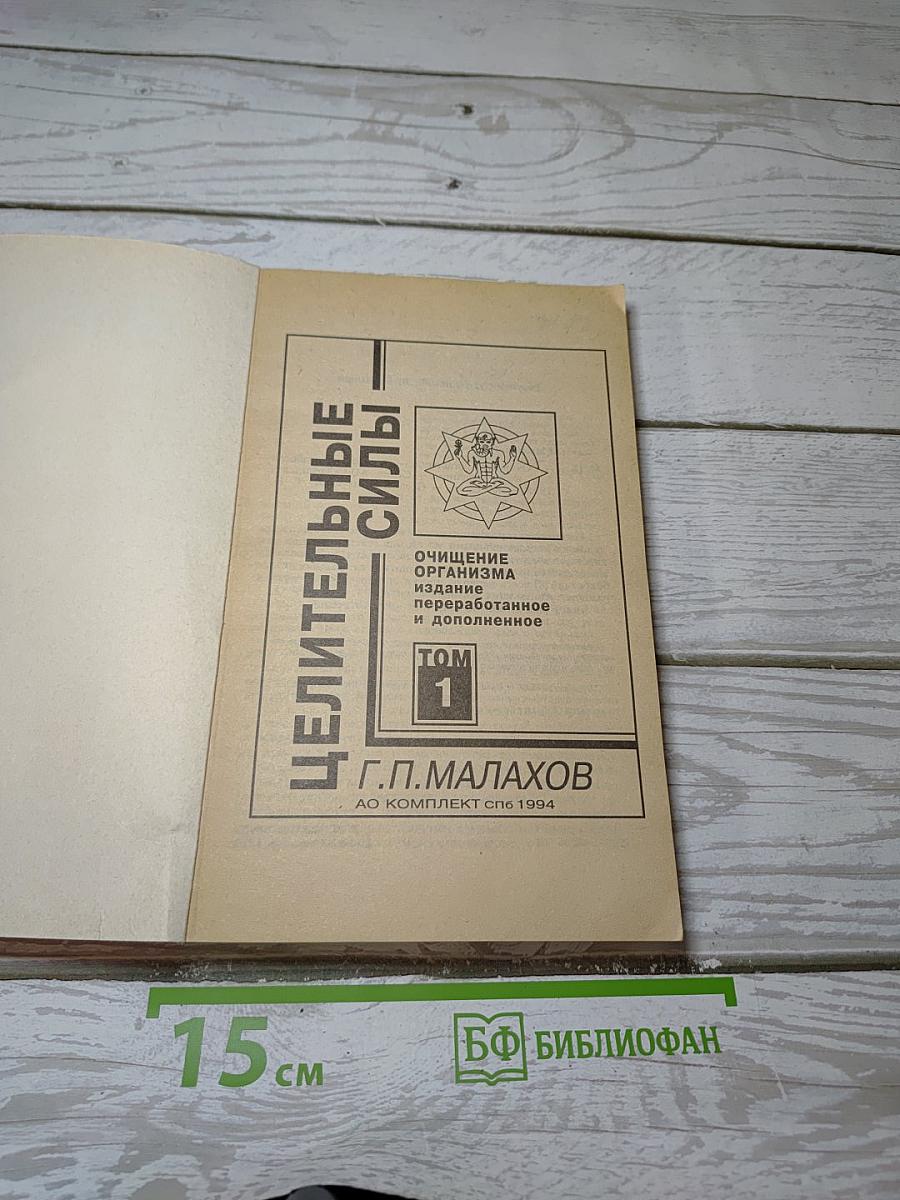 ЦЕЛИТЕЛЬНЫЕ
СИЛЫ
ОЧИЩЕНИЕ
ОРГАНИЗМА
издание
переработанное
и дополненное
ТОМ
1
Г.П.МАЛАХОВ
АО КОМПЛЕКТ спб 1994
15 см
БФ БИБЛИОФАН